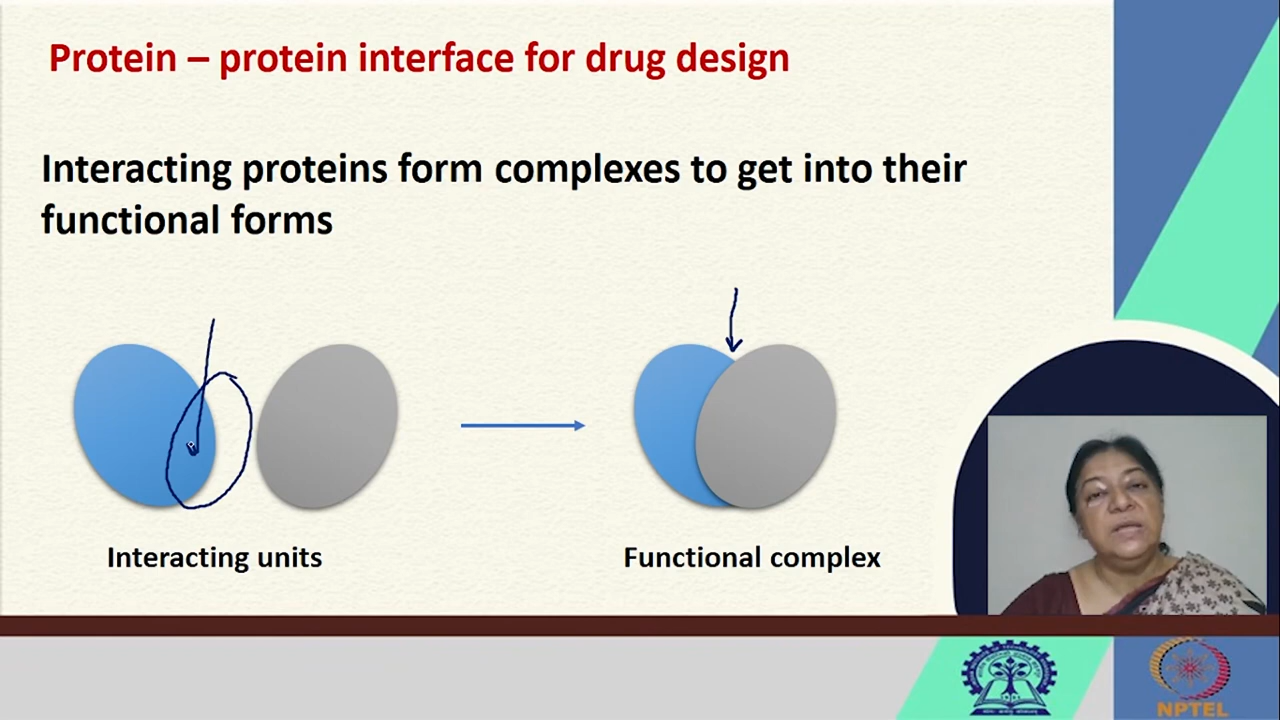 Protein – protein interface for drug design
Interacting proteins form complexes to get into their
functional forms
Interacting units
Functional complex
NPTEL